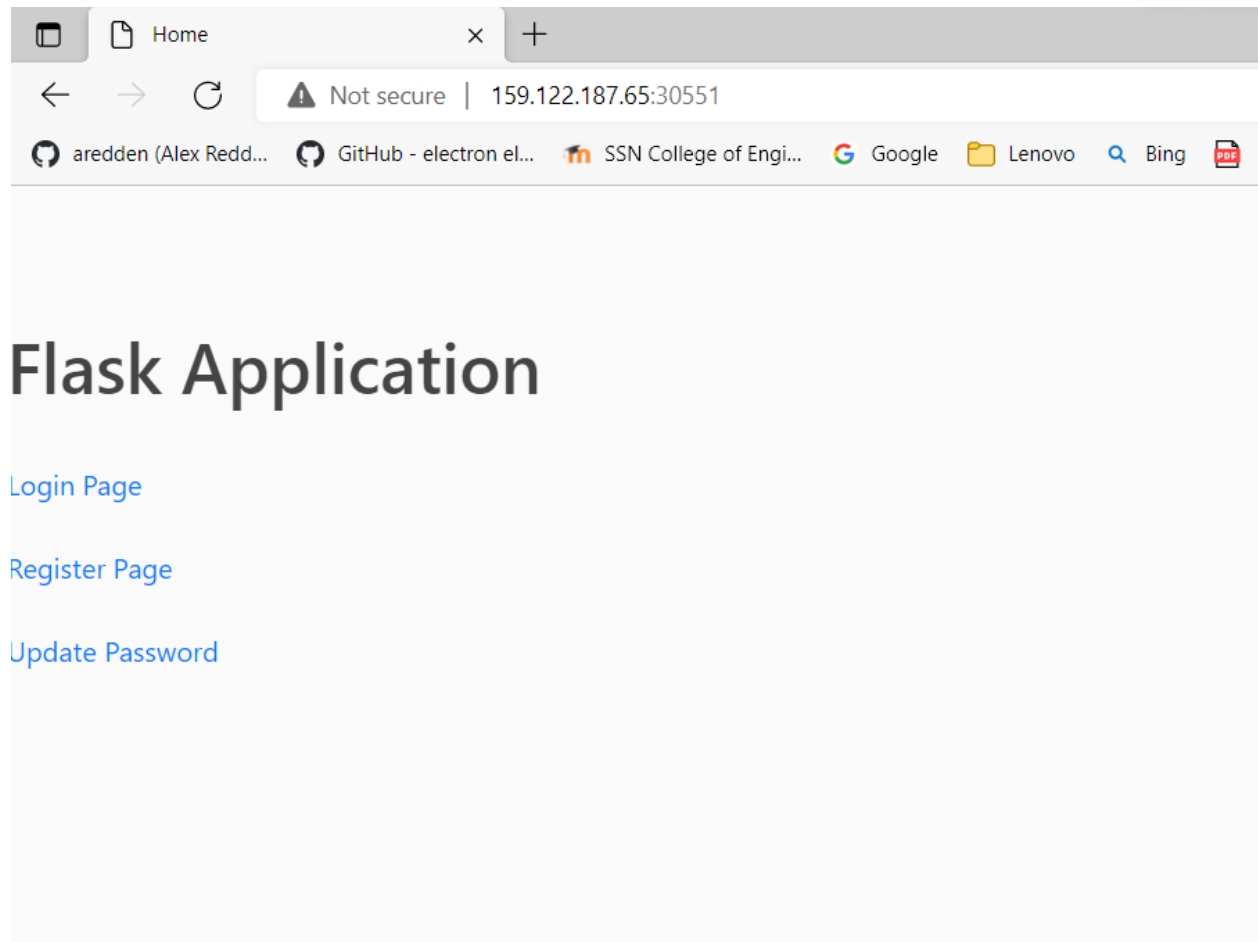 Home
Not secure | 159.122.187.65:30551
aredden (Alex Redd... GitHub - electron el... SSN College of Engi... Google Lenovo Bing PDF
Flask Application
Login Page
Register Page
Update Password